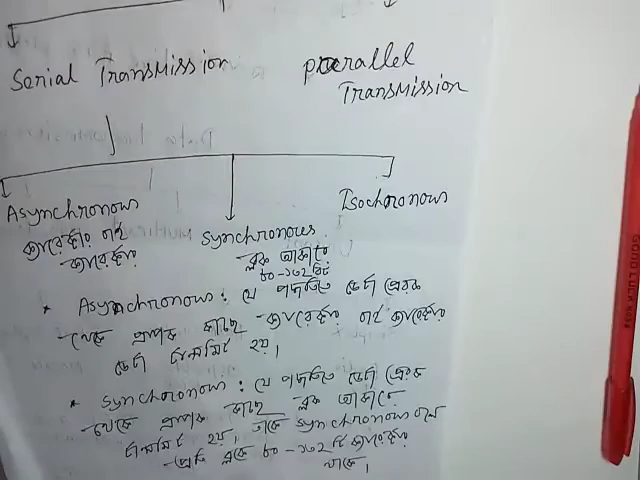 Serial Transmission
parallel
Transmission
Asynchronous
ক্যারেক্টার বাই
ক্যারেক্টার
Synchronous
ব্লক আকারে
৮০-১৩২ টি
Isochoronous
* Asynchronous : যে পদ্ধতিতে ডেটা প্রেরক
থেকে প্রাপক কাছে ক্যারেক্টার বাই ক্যারেক্টার
ডেটা ট্রান্সমিট হয়।
* Synchronous : যে পদ্ধতিতে ডেটা প্রেরক
থেকে প্রাপক কাছে ব্লক আকারে
ট্রান্সমিট হয়। তাকে Synchronous বলে
প্রতি ব্লকে ৮০-১৩২ টি ক্যারেক্টার
থাকে।